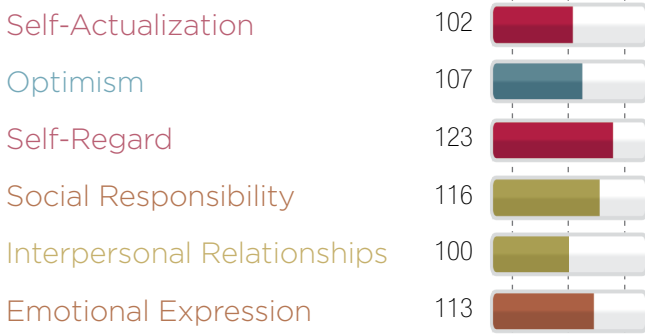 Self-Actualization 102
Optimism 107
Self-Regard 123
Social Responsibility 116
Interpersonal Relationships 100
Emotional Expression 113